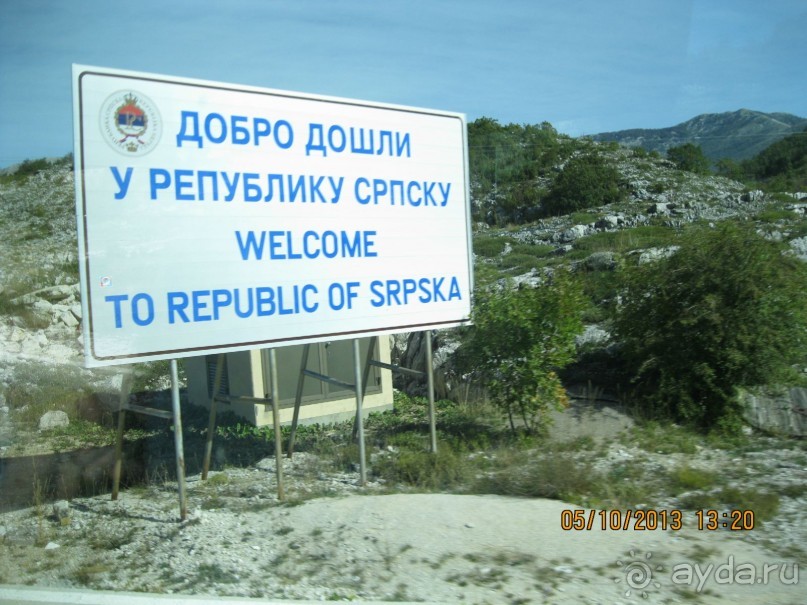 ДОБРО ДОШЛИ
У РЕПУБЛИКУ СРПСКУ
WELCOME
TO REPUBLIC OF SRPSKA
05/10/2013 13:20
ayda.ru